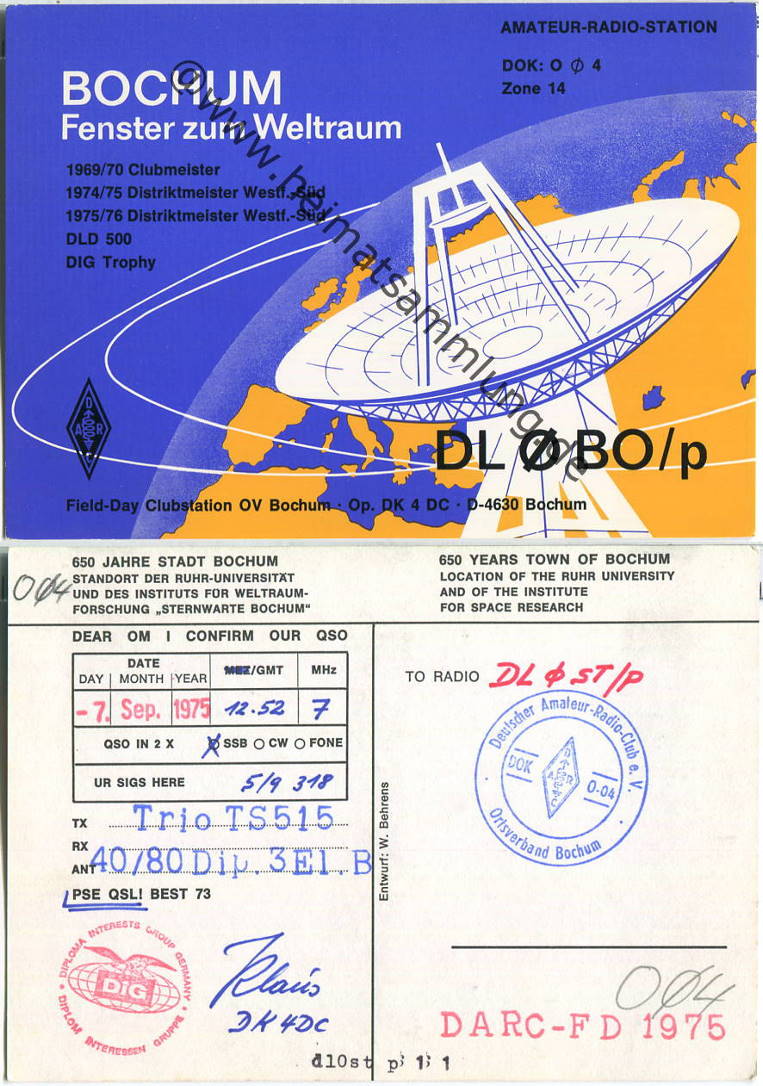 AMATEUR-RADIO-STATION
DOK: O Ø 4
Zone 14
BOCHUM
Fenster zum Weltraum
1969/70 Clubmeister
1974/75 Distriktmeister Westf.-Süd
1975/76 Distriktmeister Westf.-Süd
DLD 500
DIG Trophy
©www.heimatsammlung.de
D
A R
C
DL Ø BO/p
Field-Day Clubstation OV Bochum · Op. DK 4 DC · D-4630 Bochum
OØ4
650 JAHRE STADT BOCHUM
STANDORT DER RUHR-UNIVERSITÄT
UND DES INSTITUTS FÜR WELTRAUM-
FORSCHUNG „STERNWARTE BOCHUM“
650 YEARS TOWN OF BOCHUM
LOCATION OF THE RUHR UNIVERSITY
AND OF THE INSTITUTE
FOR SPACE RESEARCH
DEAR OM I CONFIRM OUR QSO
DATE
DAY MONTH YEAR MEZ/GMT MHz
-7. Sep. 1975 12.52 7
QSO IN 2 X SSB CW FONE
UR SIGS HERE 5/9 318
TX Trio TS515
RX
ANT 40/80 Dip. 3El.B
PSE QSL! BEST 73
DIPLOMA INTERESTS GROUP GERMANY
DIG
DIPLOM INTERESSEN GRUPPE
Klaus
DK4DC
Entwurf: W. Behrens
TO RADIO DLØST/P
Deutscher Amateur-Radio-Club e. V.
DOK
D
A R
C
O-04
Ortsverband Bochum
OØ4
DARC-FD 1975
dl0st p